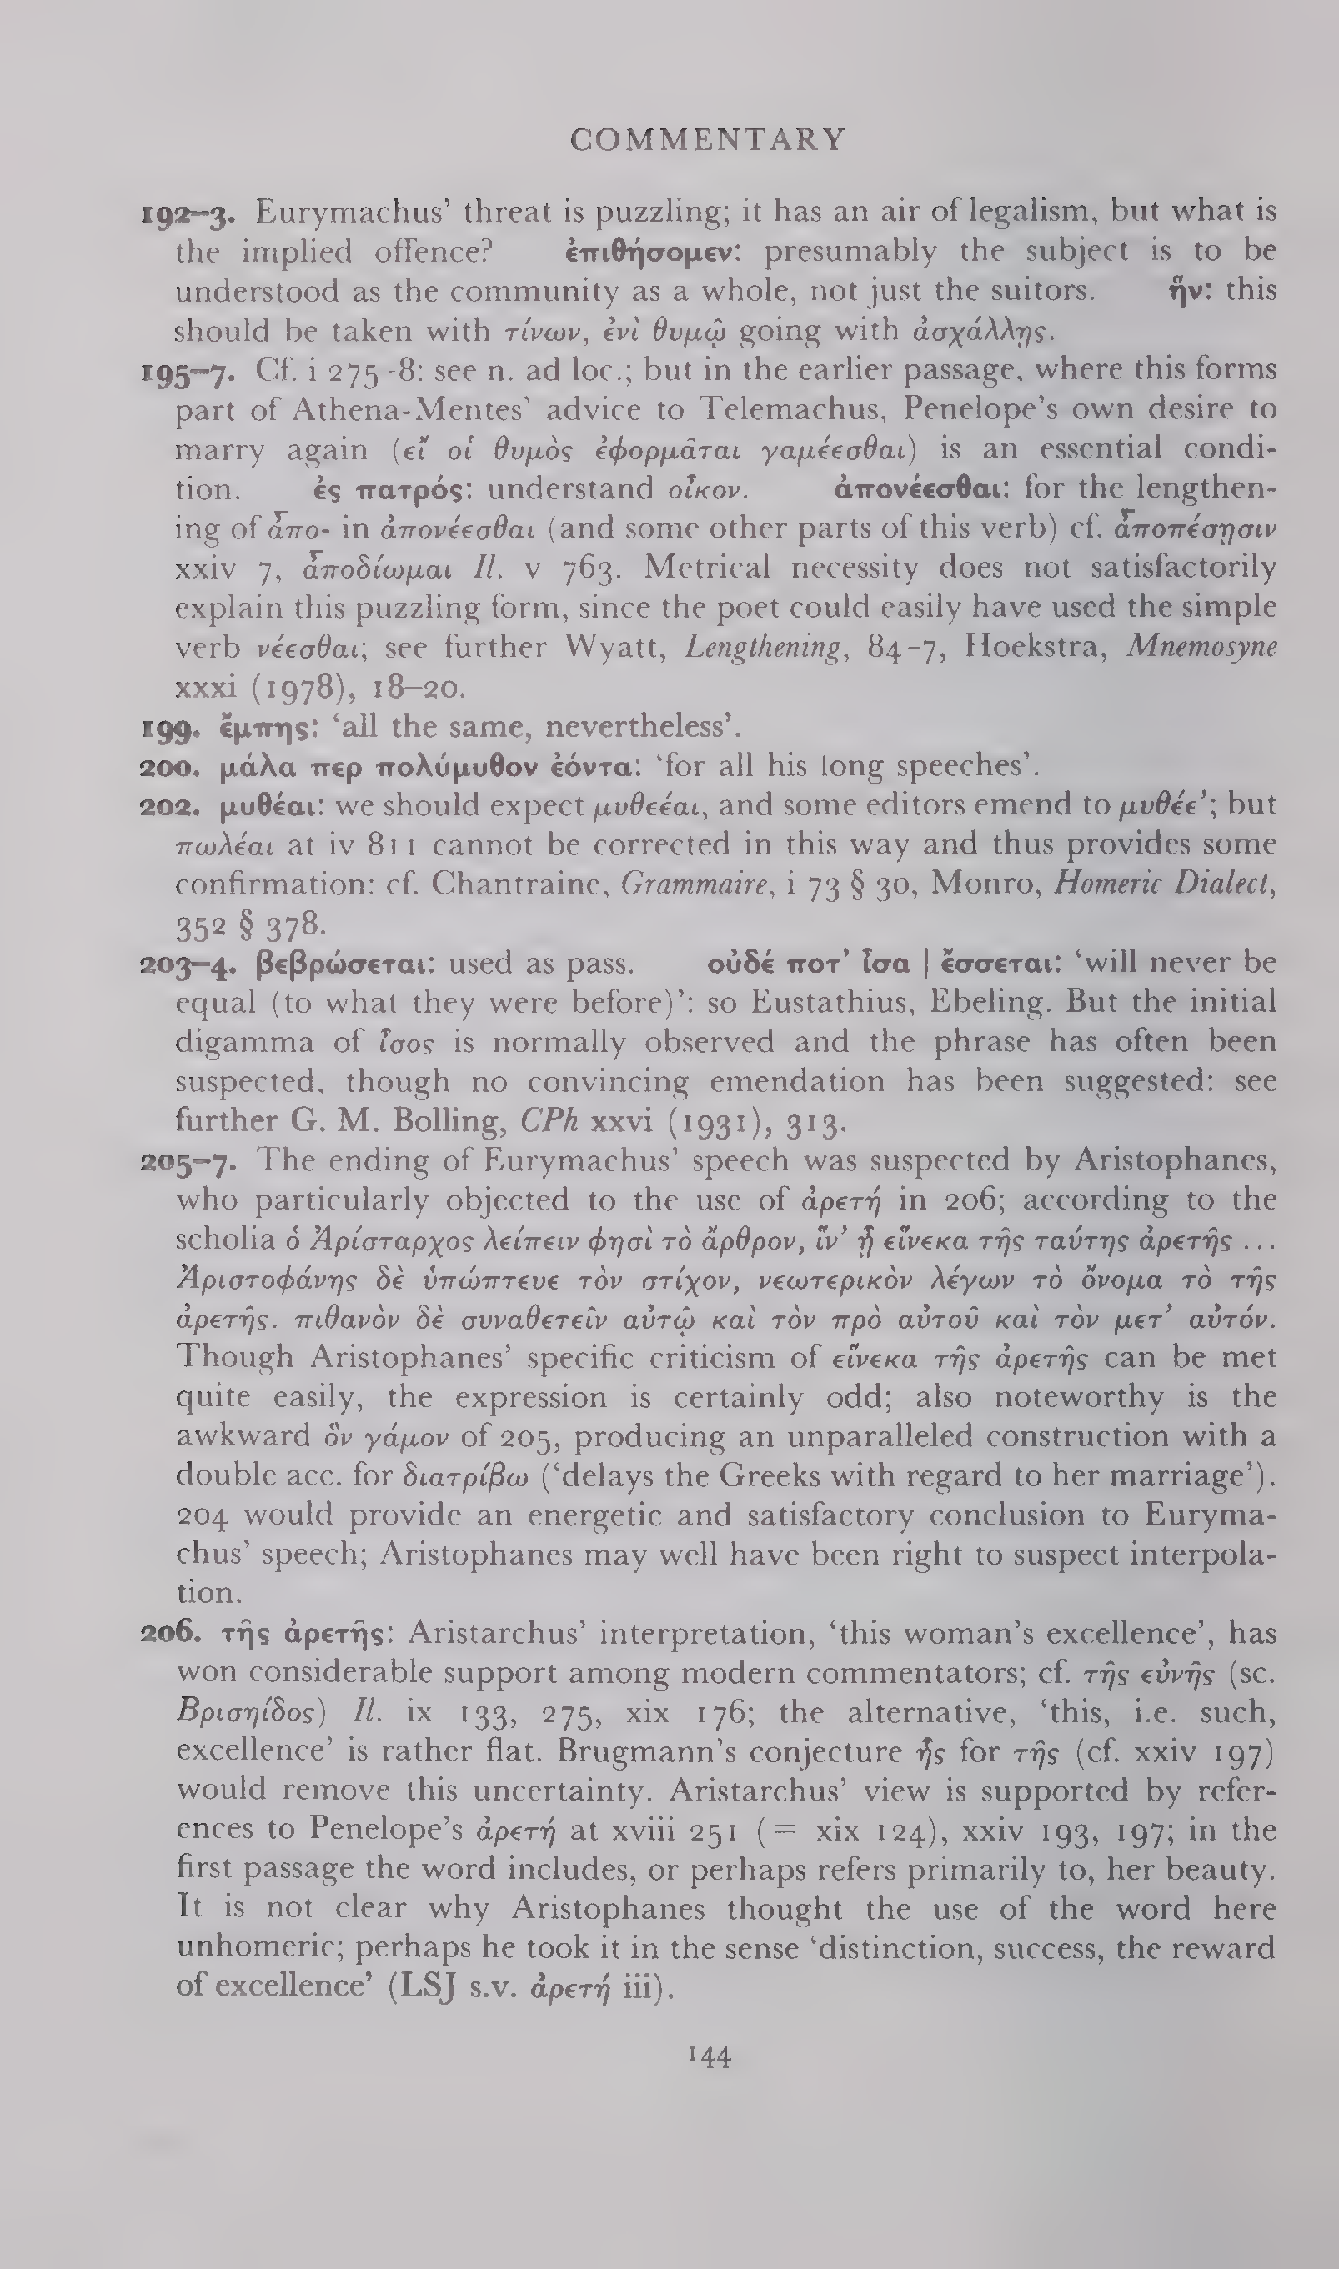 COMMENTARY
192–3. Eurymachus’ threat is puzzling; it has an air of legalism, but what is
the implied offence? ἐπιθήσομεν: presumably the subject is to be
understood as the community as a whole, not just the suitors. ἥν: this
should be taken with τίνων, ἐνὶ θυμῷ going with ἀσχάλλῃς.
195–7. Cf. i 275–8: see n. ad loc.; but in the earlier passage, where this forms
part of Athena-Mentes’ advice to Telemachus, Penelope’s own desire to
marry again (εἴ οἱ θυμὸς ἐφορμᾶται γαμέεσθαι) is an essential condi-
tion. ἐς πατρός: understand οἶκον. ἀπονέεσθαι: for the lengthen-
ing of ἆπο- in ἀπονέεσθαι (and some other parts of this verb) cf. ἆποπέσῃσιν
xxiv 7, ἆποδίωμαι Il. v 763. Metrical necessity does not satisfactorily
explain this puzzling form, since the poet could easily have used the simple
verb νέεσθαι; see further Wyatt, Lengthening, 84–7, Hoekstra, Mnemosyne
xxxi (1978), 18–20.
199. ἔμπης: ‘all the same, nevertheless’.
200. μάλα περ πολύμυθον ἐόντα: ‘for all his long speeches’.
202. μυθέαι: we should expect μυθεέαι, and some editors emend to μυθέε’; but
πωλέαι at iv 811 cannot be corrected in this way and thus provides some
confirmation: cf. Chantraine, Grammaire, i 73 § 30, Monro, Homeric Dialect,
352 § 378.
203–4. βεβρώσεται: used as pass. οὐδέ ποτ’ ἶσα | ἔσσεται: ‘will never be
equal (to what they were before)’: so Eustathius, Ebeling. But the initial
digamma of ἶσος is normally observed and the phrase has often been
suspected, though no convincing emendation has been suggested: see
further G. M. Bolling, CPh xxvi (1931), 313.
205–7. The ending of Eurymachus’ speech was suspected by Aristophanes,
who particularly objected to the use of ἀρετή in 206; according to the
scholia ὁ Ἀρίσταρχος λείπειν φησὶ τὸ ἄρθρον, ἵν’ ᾖ εἵνεκα τῆς ταύτης ἀρετῆς ...
Ἀριστοφάνης δὲ ὑπώπτευε τὸν στίχον, νεωτερικὸν λέγων τὸ ὄνομα τὸ τῆς
ἀρετῆς. πιθανὸν δὲ συναθετεῖν αὐτῷ καὶ τὸν πρὸ αὐτοῦ καὶ τὸν μετ’ αὐτόν.
Though Aristophanes’ specific criticism of εἵνεκα τῆς ἀρετῆς can be met
quite easily, the expression is certainly odd; also noteworthy is the
awkward ὃν γάμον of 205, producing an unparalleled construction with a
double acc. for διατρίβω (‘delays the Greeks with regard to her marriage’).
204 would provide an energetic and satisfactory conclusion to Euryma-
chus’ speech; Aristophanes may well have been right to suspect interpola-
tion.
206. τῆς ἀρετῆς: Aristarchus’ interpretation, ‘this woman’s excellence’, has
won considerable support among modern commentators; cf. τῆς εὐνῆς (sc.
Βρισηΐδος) Il. ix 133, 275, xix 176; the alternative, ‘this, i.e. such,
excellence’ is rather flat. Brugmann’s conjecture ἧς for τῆς (cf. xxiv 197)
would remove this uncertainty. Aristarchus’ view is supported by refer-
ences to Penelope’s ἀρετή at xviii 251 (= xix 124), xxiv 193, 197; in the
first passage the word includes, or perhaps refers primarily to, her beauty.
It is not clear why Aristophanes thought the use of the word here
unhomeric; perhaps he took it in the sense ‘distinction, success, the reward
of excellence’ (LSJ s.v. ἀρετή iii).
144